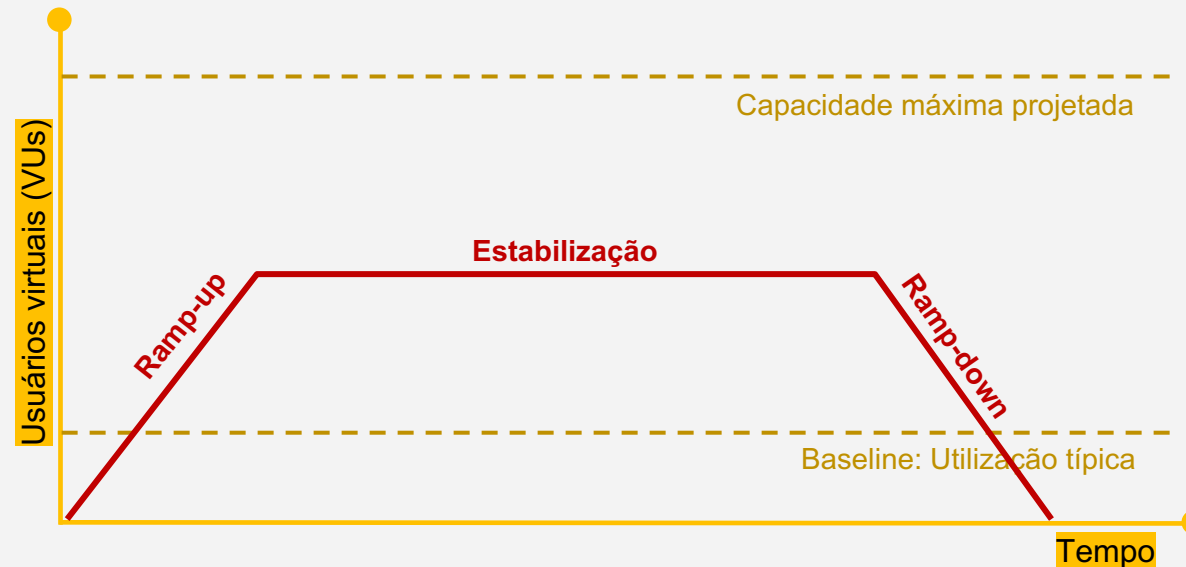 Usuários virtuais (VUs)
Capacidade máxima projetada
Estabilização
Ramp-up
Ramp-down
Baseline: Utilização típica
Tempo